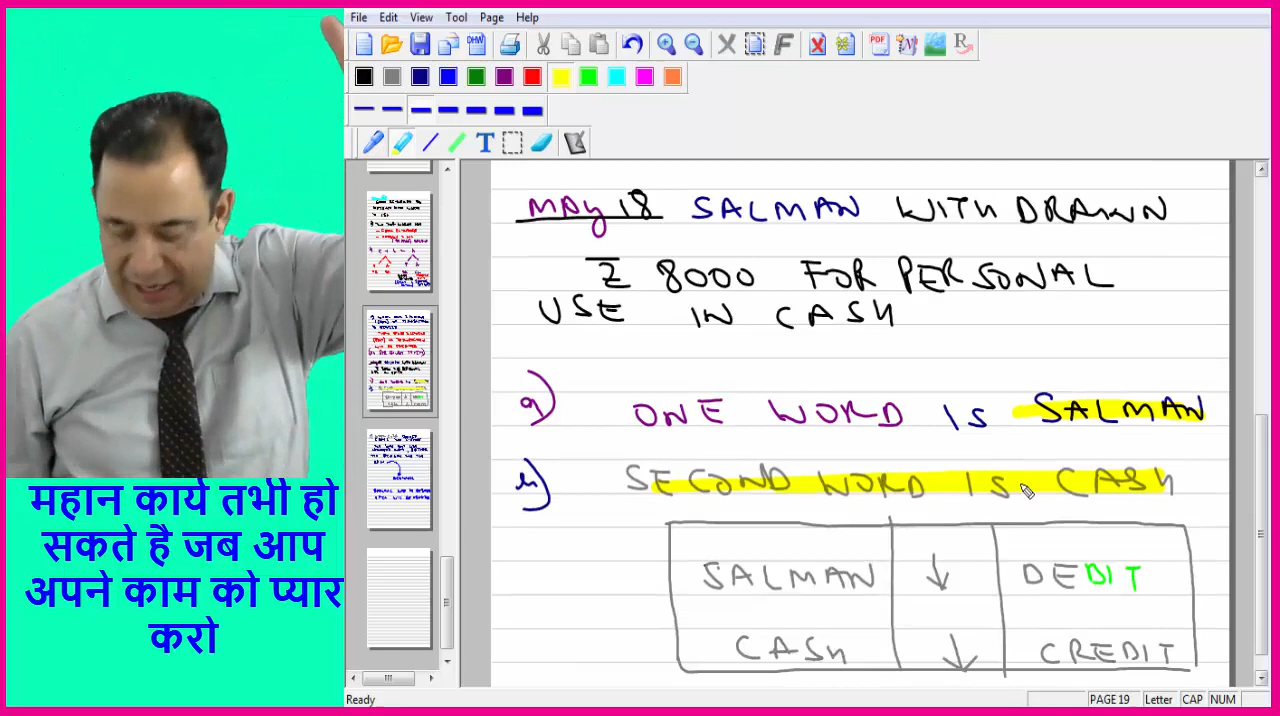 File Edit View Tool Page Help
MAY 18 SALMAN WITH DRAWN
₹ 8000 FOR PERSONAL
USE IN CASH
a) ONE WORD IS SALMAN
b) SECOND WORD IS CASH
SALMAN ↓ DEBIT
CASH ↓ CREDIT
महान कार्य तभी हो
सकते है जब आप
अपने काम को प्यार
करो
Ready PAGE 19 Letter CAP NUM